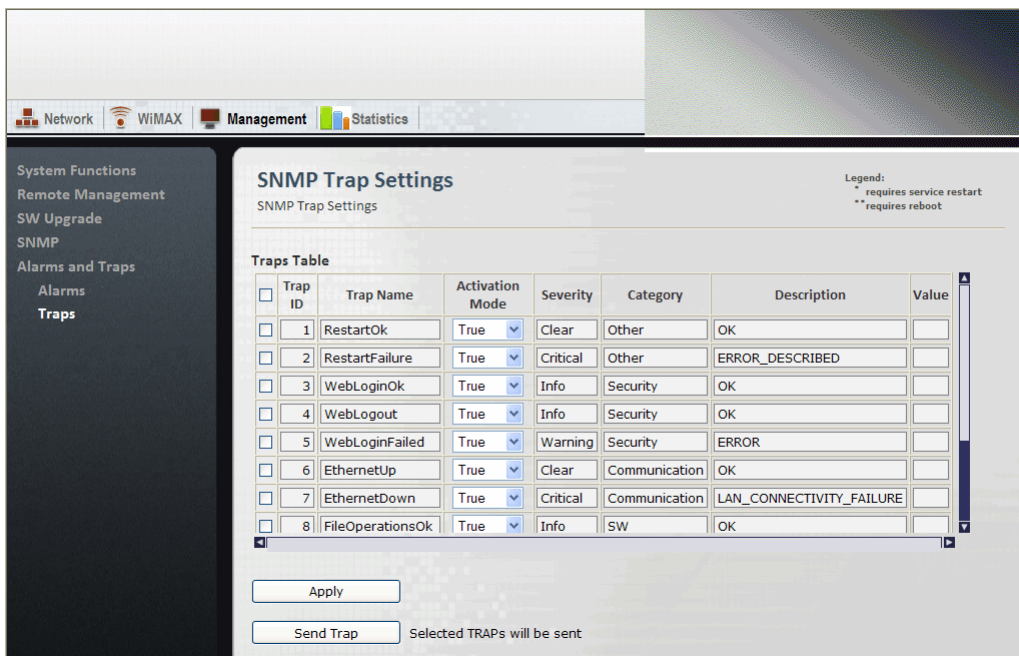 Network WiMAX Management Statistics
System Functions
Remote Management
SW Upgrade
SNMP
Alarms and Traps
Alarms
Traps
SNMP Trap Settings
SNMP Trap Settings
Legend:
* requires service restart
** requires reboot
Traps Table
Trap ID Trap Name Activation Mode Severity Category Description Value
1 RestartOk True Clear Other OK
2 RestartFailure True Critical Other ERROR_DESCRIBED
3 WebLoginOk True Info Security OK
4 WebLogout True Info Security OK
5 WebLoginFailed True Warning Security ERROR
6 EthernetUp True Clear Communication OK
7 EthernetDown True Critical Communication LAN_CONNECTIVITY_FAILURE
8 FileOperationsOk True Info SW OK
Apply
Send Trap Selected TRAPs will be sent